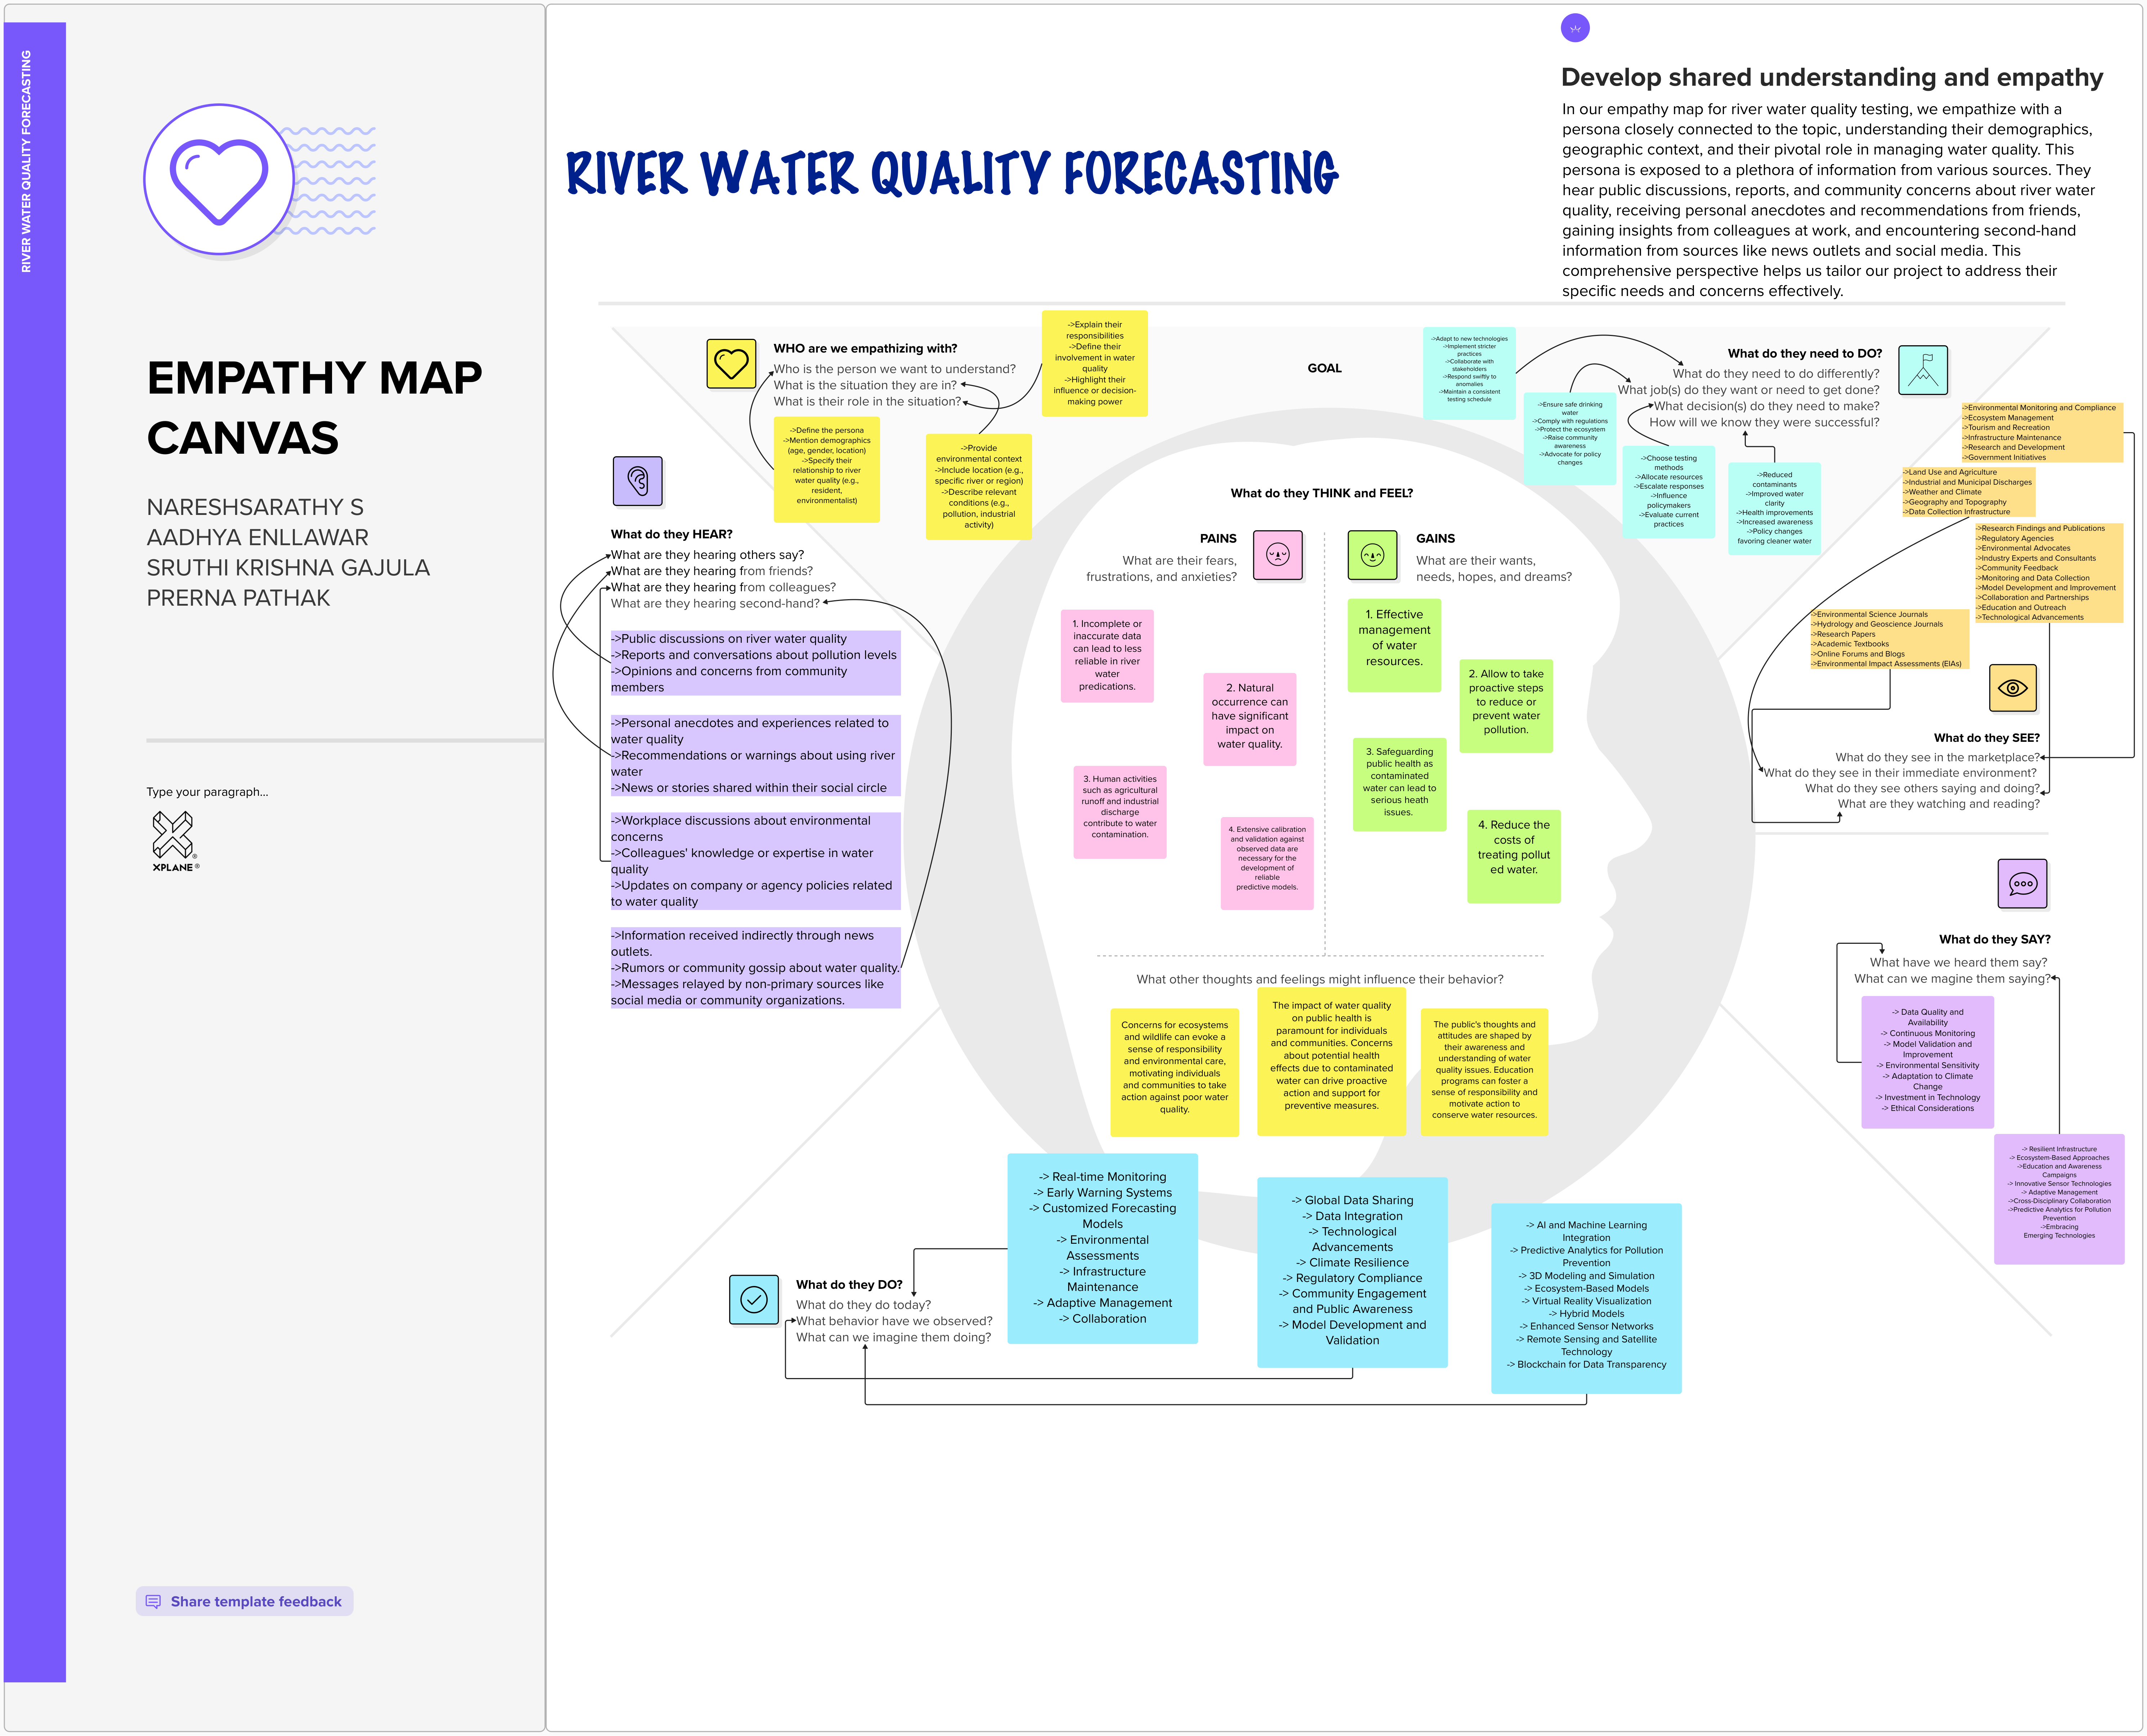 RIVER WATER QUALITY FORECASTING
EMPATHY MAP
CANVAS
NARESHSARATHY S
AADHYA ENLLAWAR
SRUTHI KRISHNA GAJULA
PRERNA PATHAK
Type your paragraph...
XPLANE®
Share template feedback
RIVER WATER QUALITY FORECASTING
Develop shared understanding and empathy
In our empathy map for river water quality testing, we empathize with a
persona closely connected to the topic, understanding their demographics,
geographic context, and their pivotal role in managing water quality. This
persona is exposed to a plethora of information from various sources. They
hear public discussions, reports, and community concerns about river water
quality, receiving personal anecdotes and recommendations from friends,
gaining insights from colleagues at work, and encountering second-hand
information from sources like news outlets and social media. This
comprehensive perspective helps us tailor our project to address their
specific needs and concerns effectively.
WHO are we empathizing with?
Who is the person we want to understand?
What is the situation they are in?
What is their role in the situation?
->Explain their
responsibilities
->Define their
involvement in water
quality
->Highlight their
influence or decision-
making power
->Define the persona
->Mention demographics
(age, gender, location)
->Specify their
relationship to river
water quality (e.g.,
resident,
environmentalist)
->Provide
environmental context
->Include location (e.g.,
specific river or region)
->Describe relevant
conditions (e.g.,
pollution, industrial
activity)
GOAL
What do they need to DO?
What do they need to do differently?
What job(s) do they want or need to get done?
What decision(s) do they need to make?
How will we know they were successful?
->Adapt to new technologies
->Implement stricter
practices
->Collaborate with
stakeholders
->Respond swiftly to
anomalies
->Maintain a consistent
testing schedule
->Ensure safe drinking
water
->Comply with regulations
->Protect the ecosystem
->Raise community
awareness
->Advocate for policy
changes
->Choose testing
methods
->Allocate resources
->Escalate responses
->Influence
policymakers
->Evaluate current
practices
->Reduced
contaminants
->Improved water
clarity
->Health improvements
->Increased awareness
->Policy changes
favoring cleaner water
What do they HEAR?
What are they hearing others say?
What are they hearing from friends?
What are they hearing from colleagues?
What are they hearing second-hand?
->Public discussions on river water quality
->Reports and conversations about pollution levels
->Opinions and concerns from community
members
->Personal anecdotes and experiences related to
water quality
->Recommendations or warnings about using river
water
->News or stories shared within their social circle
->Workplace discussions about environmental
concerns
->Colleagues' knowledge or expertise in water
quality
->Updates on company or agency policies related
to water quality
->Information received indirectly through news
outlets.
->Rumors or community gossip about water quality.
->Messages relayed by non-primary sources like
social media or community organizations.
What do they THINK and FEEL?
PAINS
What are their fears,
frustrations, and anxieties?
GAINS
What are their wants,
needs, hopes, and dreams?
1. Incomplete or
inaccurate data
can lead to less
reliable in river
water
predications.
2. Natural
occurrence can
have significant
impact on
water quality.
3. Human activities
such as agricultural
runoff and industrial
discharge
contribute to water
contamination.
4. Extensive calibration
and validation against
observed data are
necessary for the
development of
reliable
predictive models.
1. Effective
management
of water
resources.
2. Allow to take
proactive steps
to reduce or
prevent water
pollution.
3. Safeguarding
public health as
contaminated
water can lead to
serious heath
issues.
4. Reduce the
costs of
treating pollut
ed water.
What other thoughts and feelings might influence their behavior?
Concerns for ecosystems
and wildlife can evoke a
sense of responsibility
and environmental care,
motivating individuals
and communities to take
action against poor water
quality.
The impact of water quality
on public health is
paramount for individuals
and communities. Concerns
about potential health
effects due to contaminated
water can drive proactive
action and support for
preventive measures.
The public's thoughts and
attitudes are shaped by
their awareness and
understanding of water
quality issues. Education
programs can foster a
sense of responsibility and
motivate action to
conserve water resources.
->Environmental Monitoring and Compliance
->Ecosystem Management
->Tourism and Recreation
->Infrastructure Maintenance
->Research and Development
->Government Initiatives
->Land Use and Agriculture
->Industrial and Municipal Discharges
->Weather and Climate
->Geography and Topography
->Data Collection Infrastructure
->Research Findings and Publications
->Regulatory Agencies
->Environmental Advocates
->Industry Experts and Consultants
->Community Feedback
->Monitoring and Data Collection
->Model Development and Improvement
->Collaboration and Partnerships
->Education and Outreach
->Technological Advancements
->Environmental Science Journals
->Hydrology and Geoscience Journals
->Research Papers
->Academic Textbooks
->Online Forums and Blogs
->Environmental Impact Assessments (EIAs)
What do they SEE?
What do they see in the marketplace?
What do they see in their immediate environment?
What do they see others saying and doing?
What are they watching and reading?
What do they SAY?
What have we heard them say?
What can we magine them saying?
-> Data Quality and
Availability
-> Continuous Monitoring
-> Model Validation and
Improvement
-> Environmental Sensitivity
-> Adaptation to Climate
Change
-> Investment in Technology
-> Ethical Considerations
-> Resilient Infrastructure
-> Ecosystem-Based Approaches
->Education and Awareness
Campaigns
-> Innovative Sensor Technologies
-> Adaptive Management
->Cross-Disciplinary Collaboration
->Predictive Analytics for Pollution
Prevention
->Embracing
Emerging Technologies
What do they DO?
What do they do today?
What behavior have we observed?
What can we imagine them doing?
-> Real-time Monitoring
-> Early Warning Systems
-> Customized Forecasting
Models
-> Environmental
Assessments
-> Infrastructure
Maintenance
-> Adaptive Management
-> Collaboration
-> Global Data Sharing
-> Data Integration
-> Technological
Advancements
-> Climate Resilience
-> Regulatory Compliance
-> Community Engagement
and Public Awareness
-> Model Development and
Validation
-> AI and Machine Learning
Integration
-> Predictive Analytics for Pollution
Prevention
-> 3D Modeling and Simulation
-> Ecosystem-Based Models
-> Virtual Reality Visualization
-> Hybrid Models
-> Enhanced Sensor Networks
-> Remote Sensing and Satellite
Technology
-> Blockchain for Data Transparency